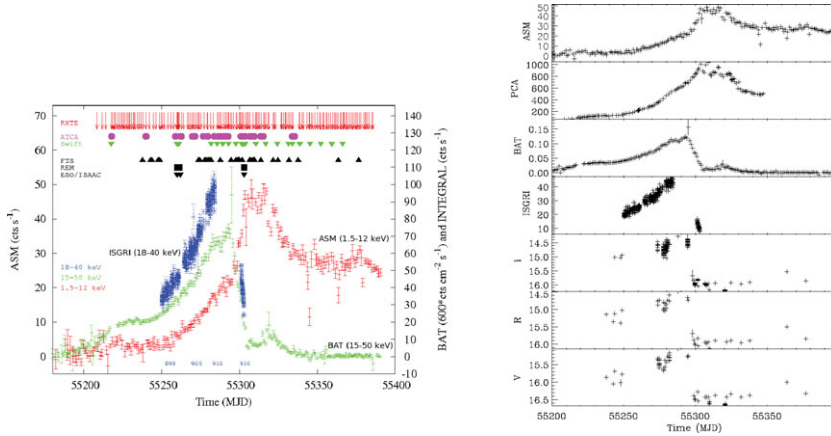 70
60
50
40
30
20
10
0
ASM (cts s⁻¹)
RXTE
ATCA
Swift
FTS
REM
ESO/ISAAC
ISGRI (18-40 keV)
ASM (1.5-12 keV)
18-40 keV
15-50 keV
1.5-12 keV
BAT (15-50 keV)
899 905 910 916
140
130
120
110
100
90
80
70
60
50
40
30
20
10
0
-10
BAT (600*cts cm⁻² s⁻¹) and INTEGRAL (cts s⁻¹)
55200 55250 55300 55350 55400
Time (MJD)
ASM
50
40
30
20
10
0
PCA
1000
800
600
400
200
BAT
0.15
0.10
0.05
0.00
ISGRI
40
30
20
10
i
14.5
15.0
15.5
16.0
R
14.5
15.0
15.5
16.0
V
15.5
16.0
16.5
55200 55250 55300 55350
Time (MJD)